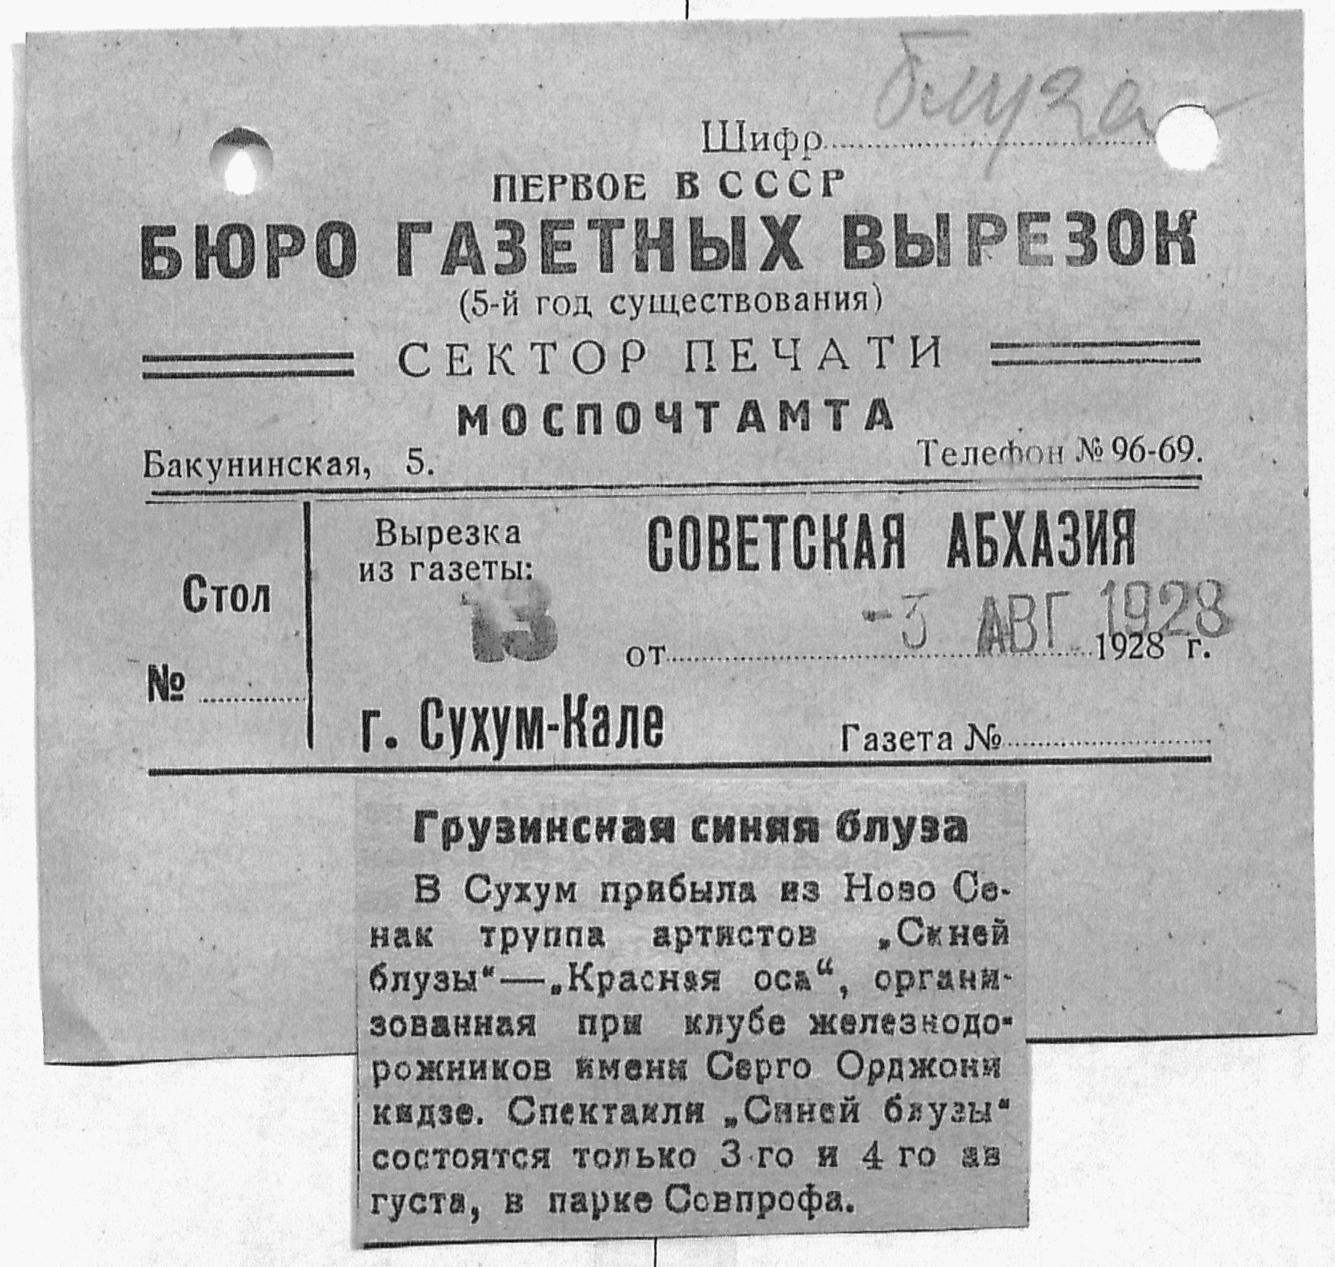 блуза
Шифр
ПЕРВОЕ В СССР
БЮРО ГАЗЕТНЫХ ВЫРЕЗОК
(5-й год существования)
СЕКТОР ПЕЧАТИ
МОСПОЧТАМТА
Бакунинская, 5. Телефон № 96-69.
Стол
№
Вырезка
из газеты:
СОВЕТСКАЯ АБХАЗИЯ
13
-3 АВГ 1928
от 1928 г.
г. Сухум-Кале
Газета №
Грузинская синяя блуза
В Сухум прибыла из Ново Се-
нак труппа артистов „Синей
блузы“—„Красная оса“, органи-
зованная при клубе железнодо-
рожников имени Серго Орджони
кидзе. Спектакли „Синей блузы“
состоятся только 3-го и 4 го ав
густа, в парке Совпрофа.